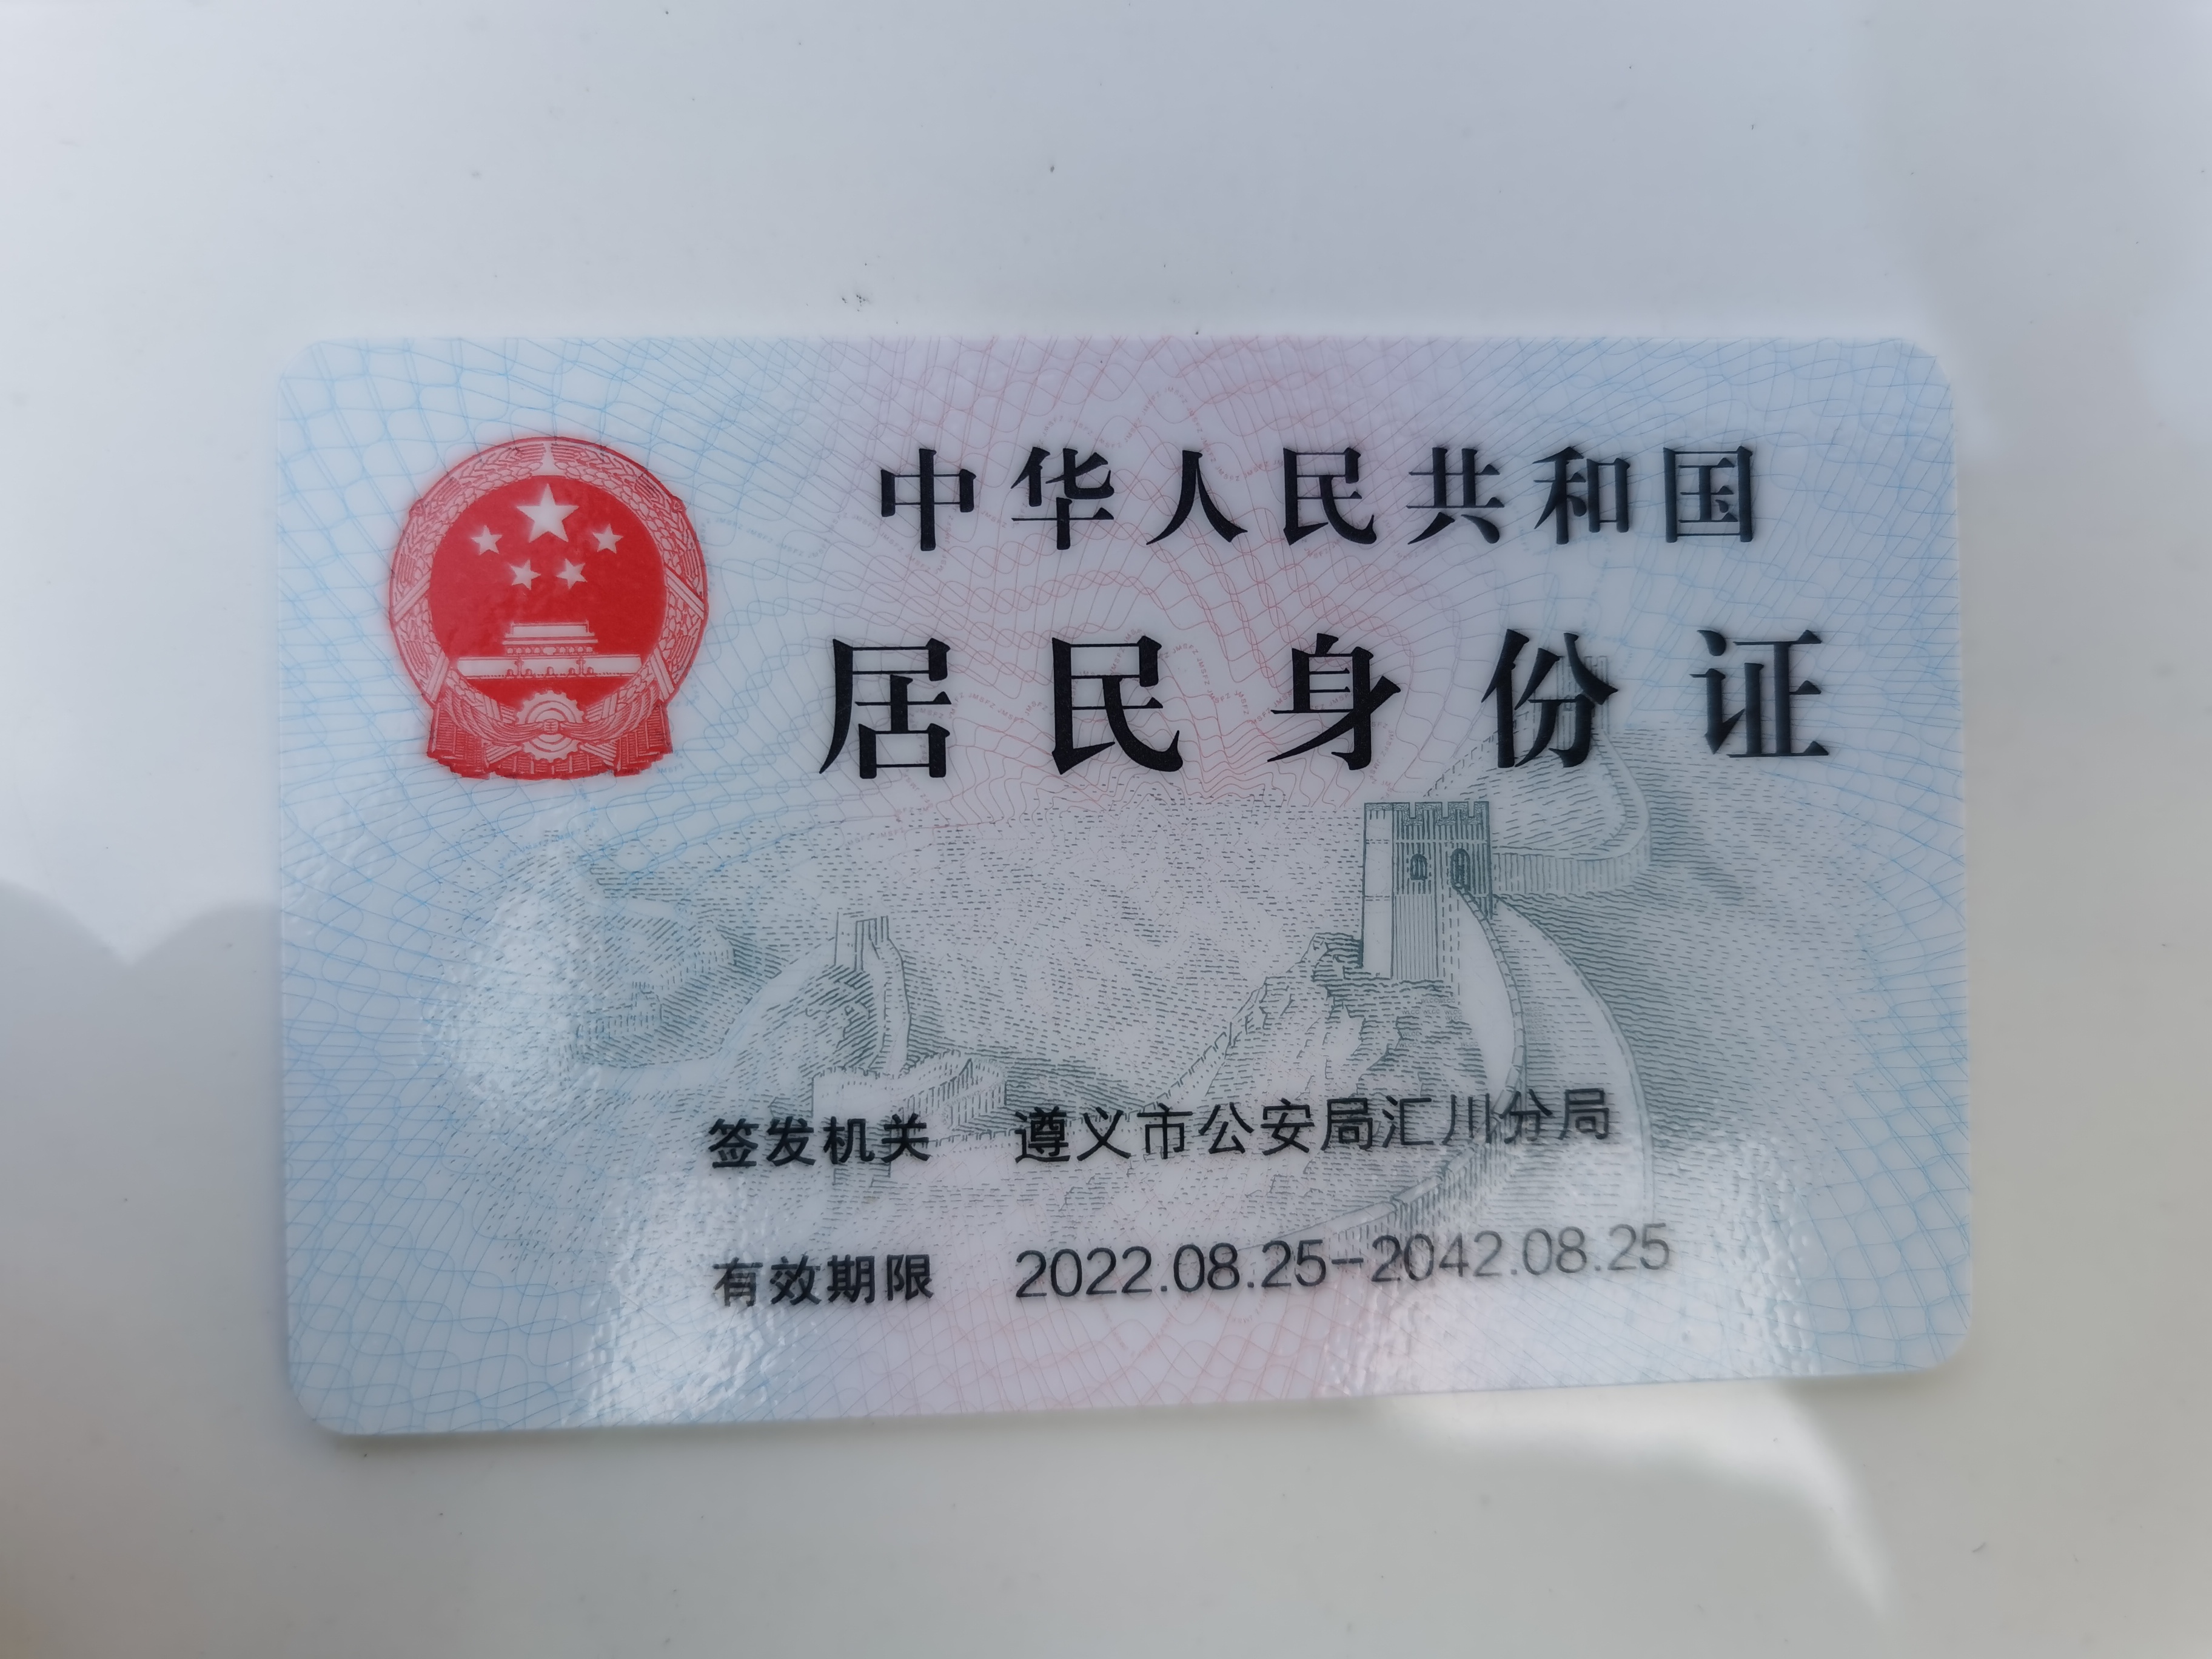 中华人民共和国
居民身份证
签发机关 遵义市公安局汇川分局
有效期限 2022.08.25-2042.08.25